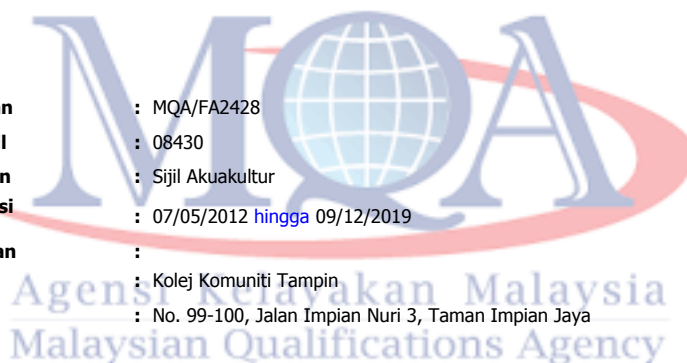 MQA
an : MQA/FA2428
l : 08430
n : Sijil Akuakultur
si : 07/05/2012 hingga 09/12/2019
an :
: Kolej Komuniti Tampin
: No. 99-100, Jalan Impian Nuri 3, Taman Impian Jaya
Agensi Kelayakan Malaysia
Malaysian Qualifications Agency